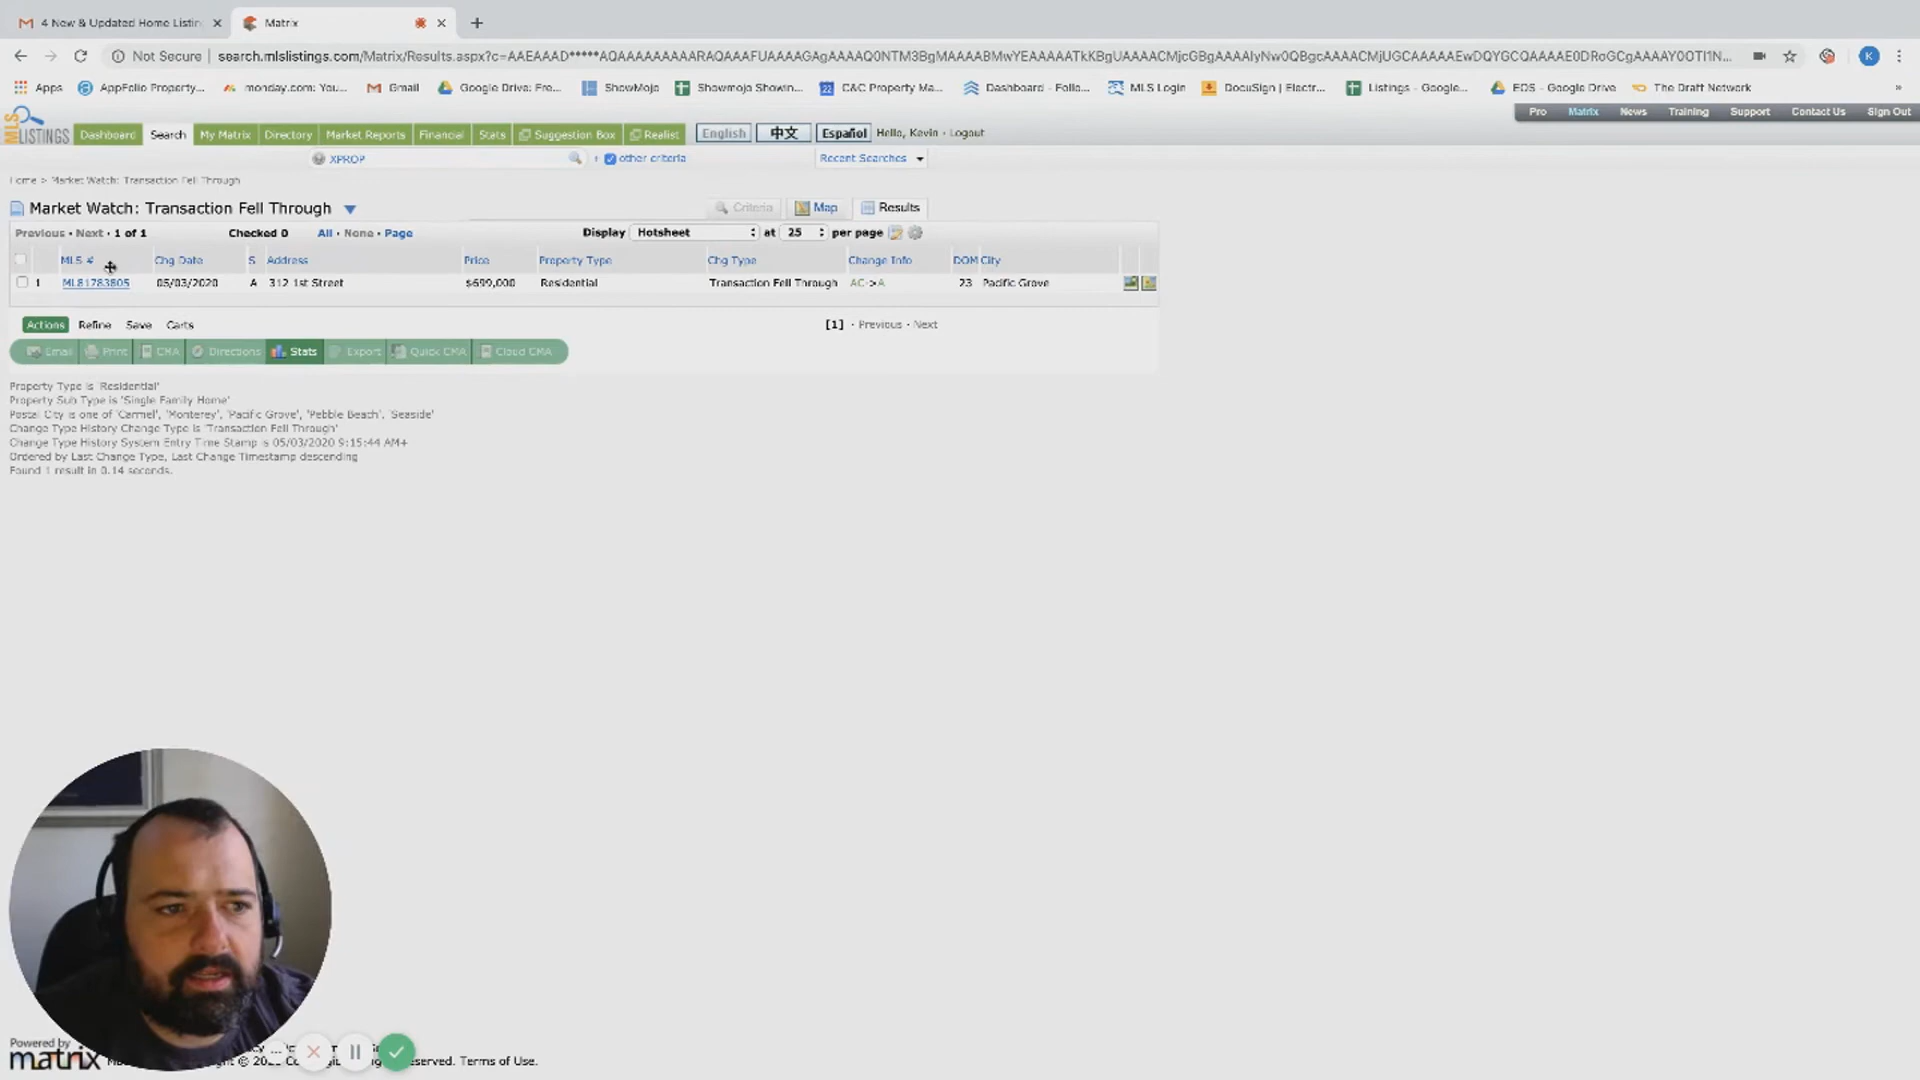 4 New & Updated Home Listin
Matrix
Not Secure
search.mlslistings.com/Matrix/Results.aspx?c=
Apps
AppFolio Property...
monday.com: You...
Gmail
Google Drive: Fre...
ShowMojo
Showmojo Showin...
C&C Property Ma...
Dashboard - Follo...
MLS Login
DocuSign | Electr...
Listings - Google...
EOS - Google Drive
The Draft Network
»
Pro
Matrix
News
Training
Support
Contact Us
Sign Out
MLS LISTINGS
Dashboard
Search
My Matrix
Directory
Market Reports
Financial
Stats
Suggestion Box
Realist
English
中文
Español
Hello, Kevin · Logout
XPROP
other criteria
Recent Searches
Home > Market Watch: Transaction Fell Through
Market Watch: Transaction Fell Through
Criteria
Map
Results
Previous · Next · 1 of 1
Checked 0
All · None · Page
Display
Hotsheet
at
25
per page
MLS #
Chg Date
S
Address
Price
Property Type
Chg Type
Change Info
DOM
City
1
ML81783805
05/03/2020
A
312 1st Street
$699,000
Residential
Transaction Fell Through
AC->A
23
Pacific Grove
Actions
Refine
Save
Carts
[1] · Previous · Next
Email
Print
CMA
Directions
Stats
Export
Quick CMA
Cloud CMA
Property Type is 'Residential'
Property Sub Type is 'Single Family Home'
Postal City is one of 'Carmel', 'Monterey', 'Pacific Grove', 'Pebble Beach', 'Seaside'
Change Type History Change Type is 'Transaction Fell Through'
Change Type History System Entry Time Stamp is 05/03/2020 9:15:44 AM+
Ordered by Last Change Type, Last Change Timestamp descending
Found 1 result in 0.14 seconds.
Powered by
matrix
Terms of Use.